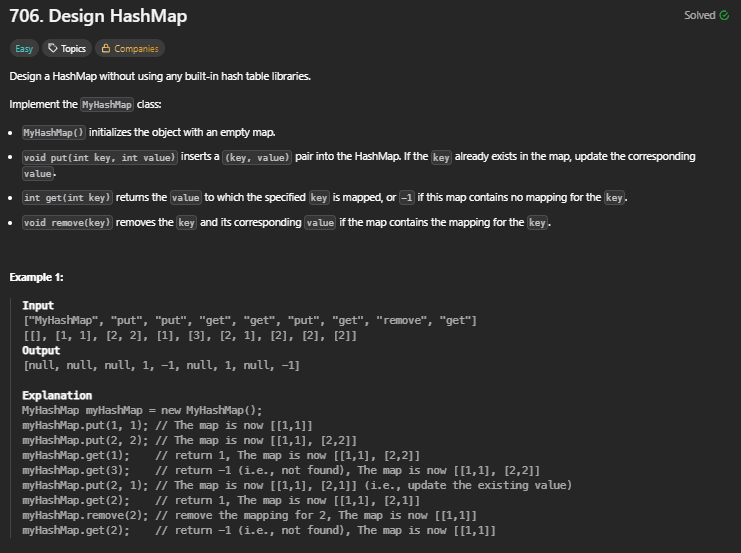 706. Design HashMap
Solved
Easy
Topics
Companies
Design a HashMap without using any built-in hash table libraries.
Implement the MyHashMap class:
• MyHashMap() initializes the object with an empty map.
• void put(int key, int value) inserts a (key, value) pair into the HashMap. If the key already exists in the map, update the corresponding
value.
• int get(int key) returns the value to which the specified key is mapped, or -1 if this map contains no mapping for the key.
• void remove(key) removes the key and its corresponding value if the map contains the mapping for the key.
Example 1:
Input
["MyHashMap", "put", "put", "get", "get", "put", "get", "remove", "get"]
[[], [1, 1], [2, 2], [1], [3], [2, 1], [2], [2], [2]]
Output
[null, null, null, 1, -1, null, 1, null, -1]
Explanation
MyHashMap myHashMap = new MyHashMap();
myHashMap.put(1, 1); // The map is now [[1,1]]
myHashMap.put(2, 2); // The map is now [[1,1], [2,2]]
myHashMap.get(1);    // return 1, The map is now [[1,1], [2,2]]
myHashMap.get(3);    // return -1 (i.e., not found), The map is now [[1,1], [2,2]]
myHashMap.put(2, 1); // The map is now [[1,1], [2,1]] (i.e., update the existing value)
myHashMap.get(2);    // return 1, The map is now [[1,1], [2,1]]
myHashMap.remove(2); // remove the mapping for 2, The map is now [[1,1]]
myHashMap.get(2);    // return -1 (i.e., not found), The map is now [[1,1]]